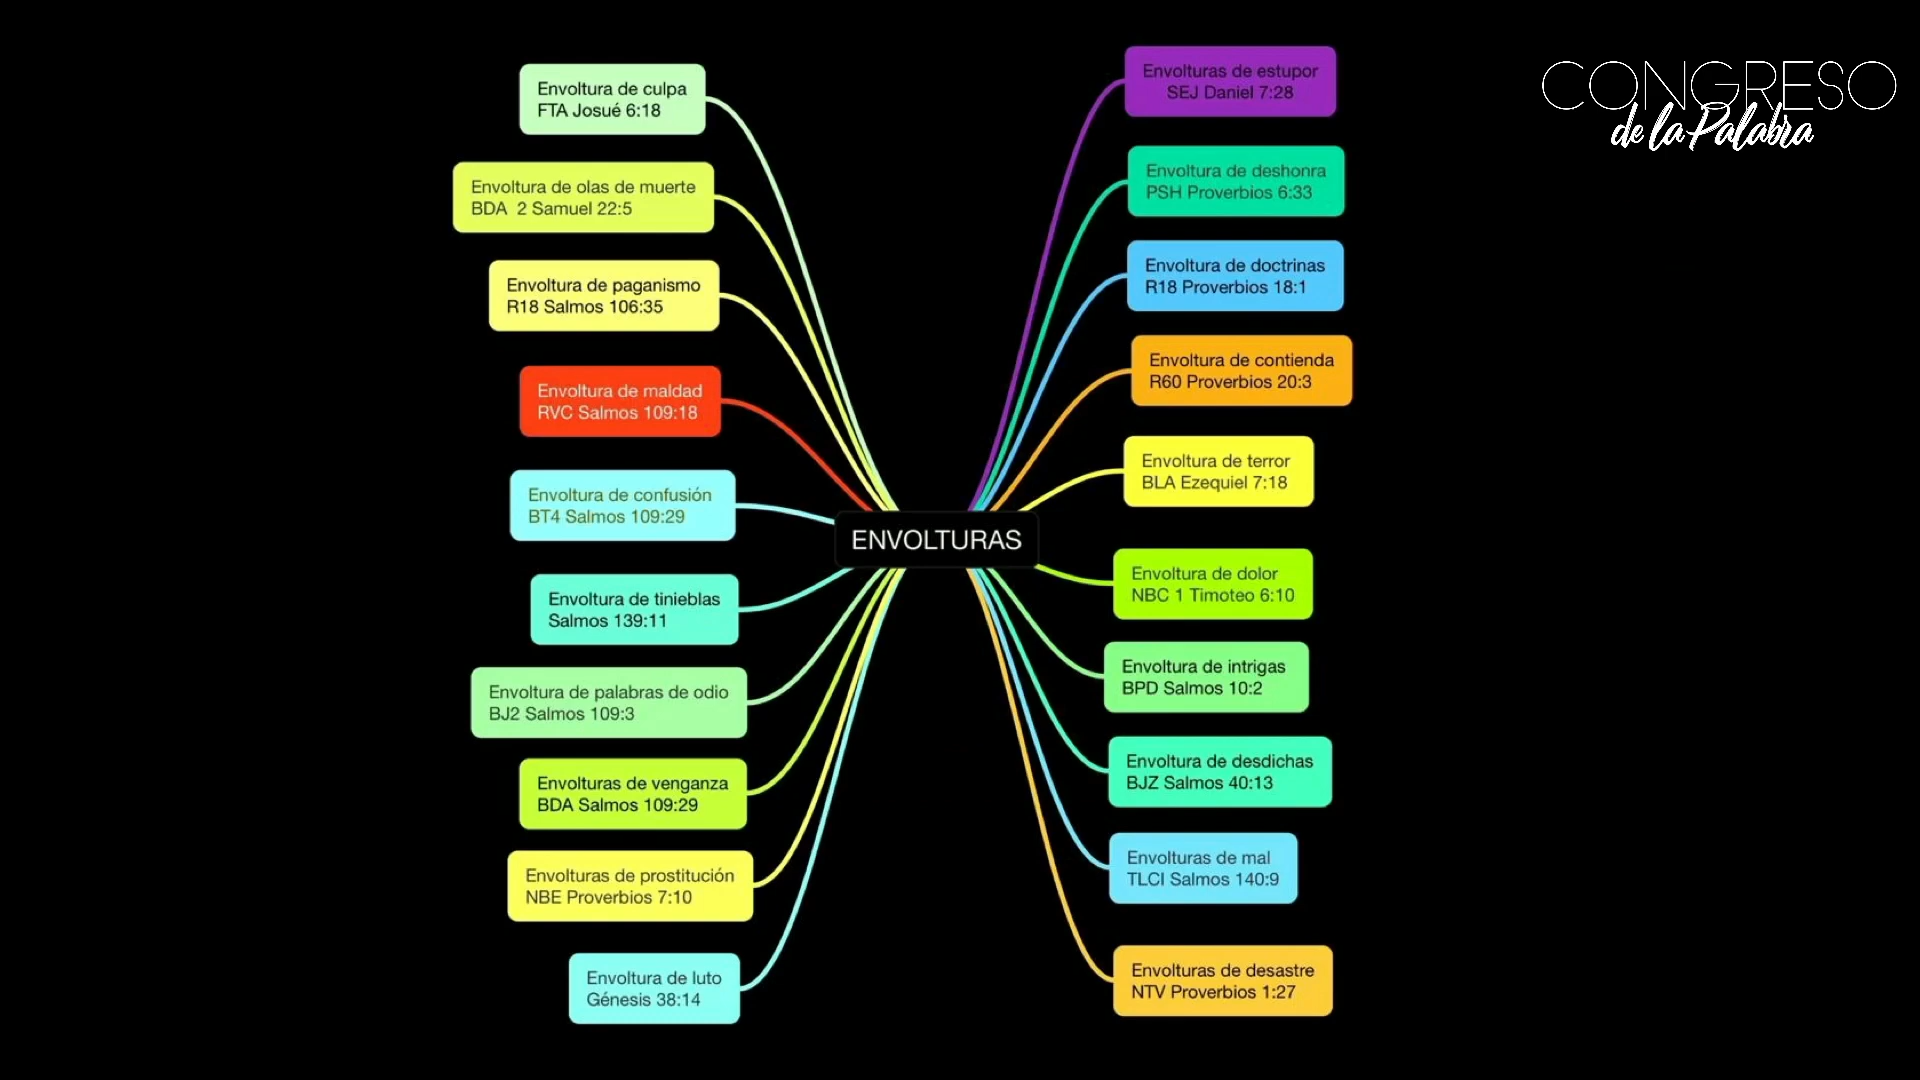 CONGRESO
de la Palabra
Envoltura de culpa
FTA Josué 6:18
Envoltura de olas de muerte
BDA  2 Samuel 22:5
Envoltura de paganismo
R18 Salmos 106:35
Envoltura de maldad
RVC Salmos 109:18
Envoltura de confusión
BT4 Salmos 109:29
Envoltura de tinieblas
Salmos 139:11
Envoltura de palabras de odio
BJ2 Salmos 109:3
Envolturas de venganza
BDA Salmos 109:29
Envolturas de prostitución
NBE Proverbios 7:10
Envoltura de luto
Génesis 38:14
ENVOLTURAS
Envolturas de estupor
SEJ Daniel 7:28
Envoltura de deshonra
PSH Proverbios 6:33
Envoltura de doctrinas
R18 Proverbios 18:1
Envoltura de contienda
R60 Proverbios 20:3
Envoltura de terror
BLA Ezequiel 7:18
Envoltura de dolor
NBC 1 Timoteo 6:10
Envoltura de intrigas
BPD Salmos 10:2
Envoltura de desdichas
BJZ Salmos 40:13
Envolturas de mal
TLCI Salmos 140:9
Envolturas de desastre
NTV Proverbios 1:27